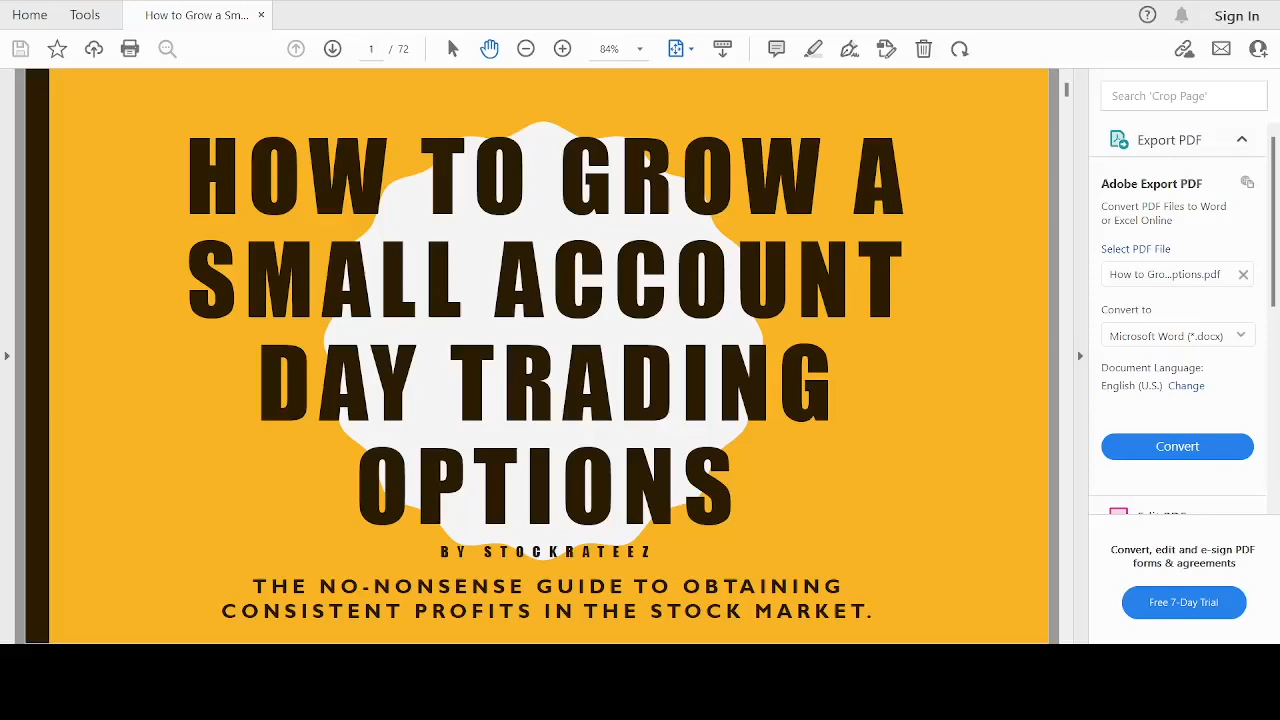 Home
Tools
How to Grow a Sm...
Sign In
1
/ 72
84%
HOW TO GROW A
SMALL ACCOUNT
DAY TRADING
OPTIONS
BY STOCKRATEEZ
THE NO-NONSENSE GUIDE TO OBTAINING
CONSISTENT PROFITS IN THE STOCK MARKET.
Search 'Crop Page'
Export PDF
Adobe Export PDF
Convert PDF Files to Word
or Excel Online
Select PDF File
How to Gro...ptions.pdf
Convert to
Microsoft Word (*.docx)
Document Language:
English (U.S.) Change
Convert
Convert, edit and e-sign PDF
forms & agreements
Free 7-Day Trial